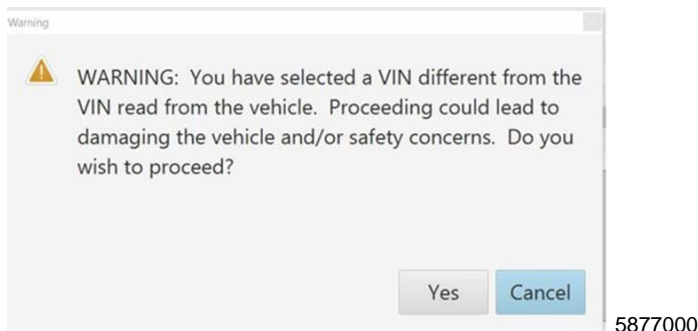 Warning
WARNING: You have selected a VIN different from the
VIN read from the vehicle. Proceeding could lead to
damaging the vehicle and/or safety concerns. Do you
wish to proceed?
Yes Cancel
5877000